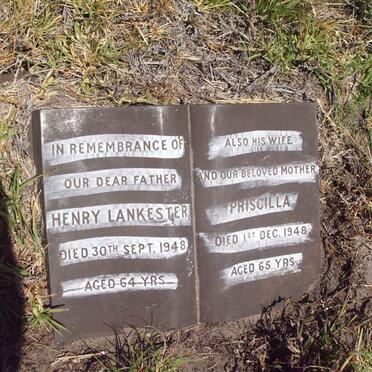 IN REMEMBRANCE OF
OUR DEAR FATHER
HENRY LANKESTER
DIED 30TH SEPT. 1948
AGED 64 YRS.
ALSO HIS WIFE
AND OUR BELOVED MOTHER
PRISCILLA
DIED 1ST DEC. 1948
AGED 65 YRS.